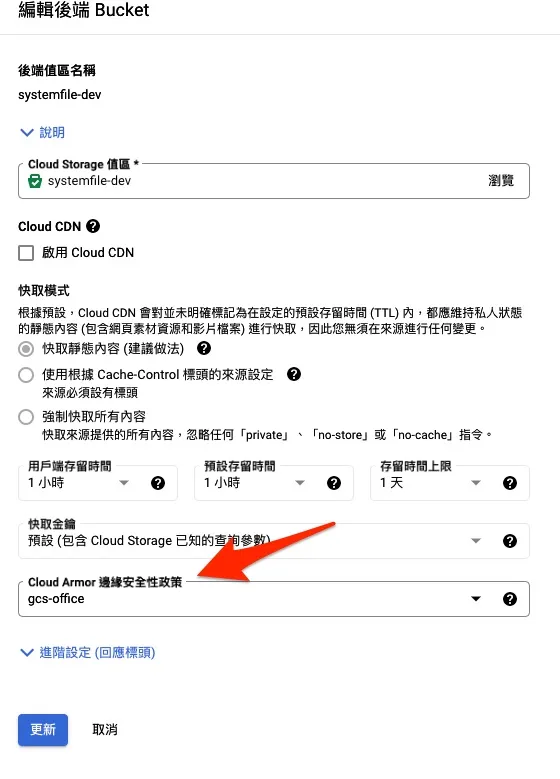 編輯後端 Bucket
後端值區名稱
systemfile-dev
說明
Cloud Storage 值區 *
systemfile-dev
瀏覽
Cloud CDN
啟用 Cloud CDN
快取模式
根據預設，Cloud CDN 會對並未明確標記為在設定的預設存留時間 (TTL) 內，都應維持私人狀態
的靜態內容 (包含網頁素材資源和影片檔案) 進行快取，因此您無須在來源進行任何變更。
快取靜態內容 (建議做法)
使用根據 Cache-Control 標頭的來源設定
來源必須設有標頭
強制快取所有內容
快取來源提供的所有內容，忽略任何「private」、「no-store」或「no-cache」指令。
用戶端存留時間
1 小時
預設存留時間
1 小時
存留時間上限
1 天
快取金鑰
預設 (包含 Cloud Storage 已知的查詢參數)
Cloud Armor 邊緣安全性政策
gcs-office
進階設定 (回應標頭)
更新
取消